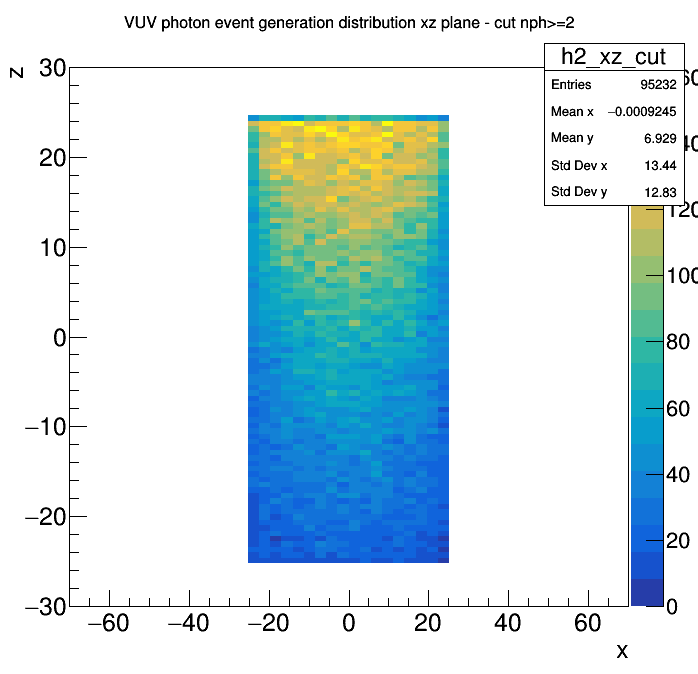 VUV photon event generation distribution xz plane - cut nph>=2
h2_xz_cut
Entries 95232
Mean x −0.0009245
Mean y 6.929
Std Dev x 13.44
Std Dev y 12.83
z
30
20
10
0
−10
−20
−30
−60 −40 −20 0 20 40 60
x
120
100
80
60
40
20
0